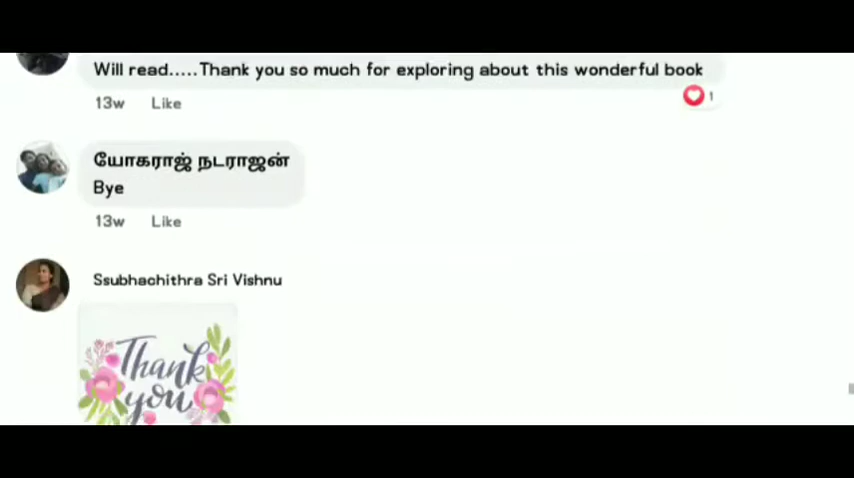 Will read.....Thank you so much for exploring about this wonderful book
13w Like 1
யோகராஜ் நடராஜன்
Bye
13w Like
Ssubhachithra Sri Vishnu
Thank
you